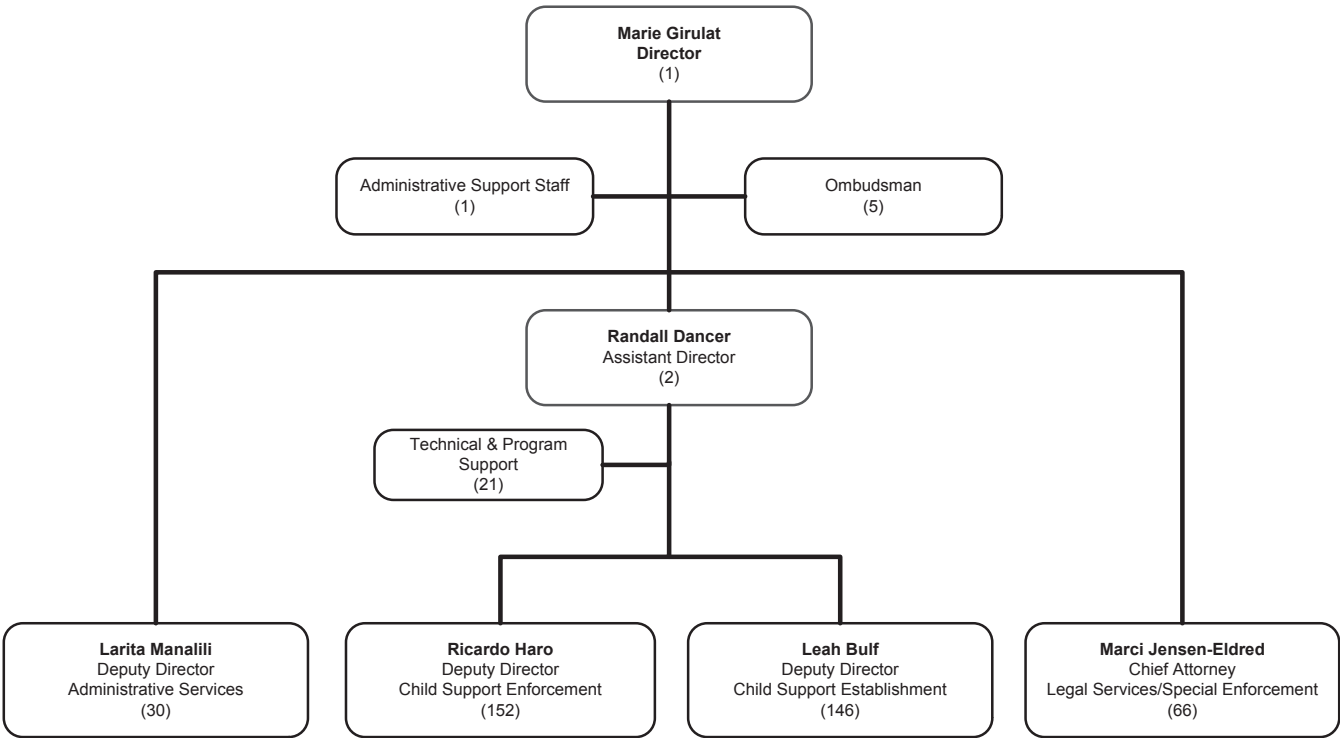 Marie Girulat
Director
(1)
Administrative Support Staff
(1)
Ombudsman
(5)
Randall Dancer
Assistant Director
(2)
Technical & Program
Support
(21)
Larita Manalili
Deputy Director
Administrative Services
(30)
Ricardo Haro
Deputy Director
Child Support Enforcement
(152)
Leah Bulf
Deputy Director
Child Support Establishment
(146)
Marci Jensen-Eldred
Chief Attorney
Legal Services/Special Enforcement
(66)